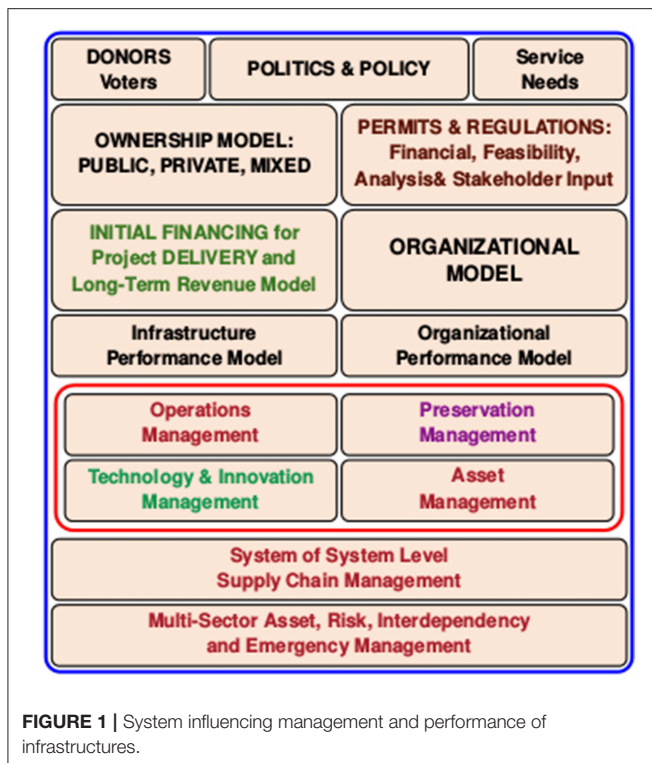 DONORS
Voters
POLITICS & POLICY
Service
Needs
OWNERSHIP MODEL:
PUBLIC, PRIVATE, MIXED
PERMITS & REGULATIONS:
Financial, Feasibility,
Analysis& Stakeholder Input
INITIAL FINANCING for
Project DELIVERY and
Long-Term Revenue Model
ORGANIZATIONAL
MODEL
Infrastructure
Performance Model
Organizational
Performance Model
Operations
Management
Preservation
Management
Technology & Innovation
Management
Asset
Management
System of System Level
Supply Chain Management
Multi-Sector Asset, Risk, Interdependency
and Emergency Management
FIGURE 1 | System influencing management and performance of
infrastructures.